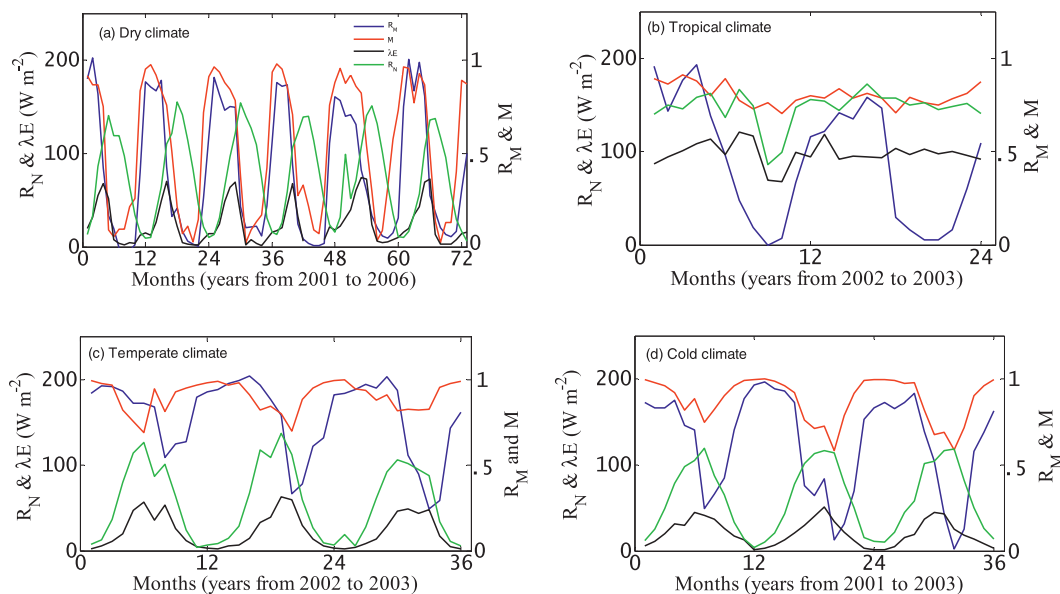 (a) Dry climate
R_M
M
λE
R_N
200
100
0
1
.5
0
R_N & λE (W m⁻²)
R_M & M
0 12 24 36 48 60 72
Months (years from 2001 to 2006)
(b) Tropical climate
200
100
0
1
.5
0
R_N & λE (W m⁻²)
R_M & M
0 12 24
Months (years from 2002 to 2003)
(c) Temperate climate
200
100
0
1
.5
0
R_N & λE (W m⁻²)
R_M and M
0 12 24 36
Months (years from 2002 to 2003)
(d) Cold climate
200
100
0
1
.5
0
R_N & λE (W m⁻²)
R_M & M
0 12 24 36
Months (years from 2001 to 2003)